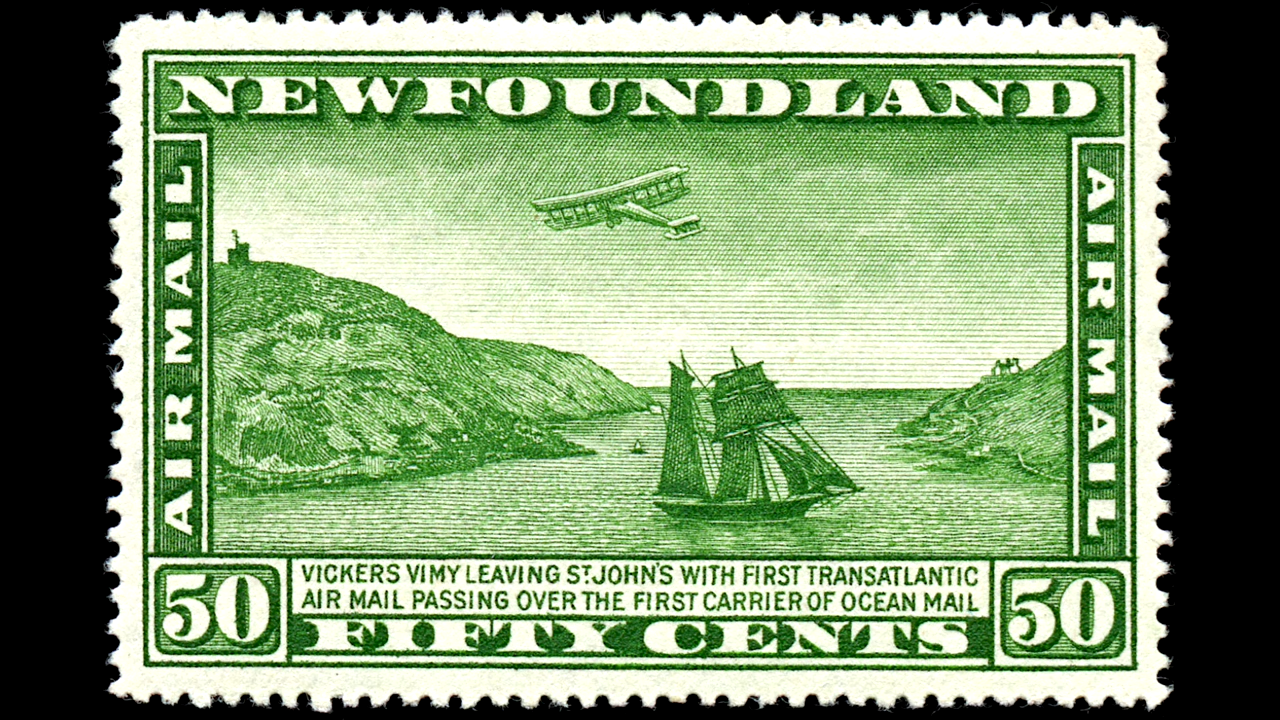 NEWFOUNDLAND
AIR MAIL
AIR MAIL
VICKERS VIMY LEAVING ST. JOHN'S WITH FIRST TRANSATLANTIC
AIR MAIL PASSING OVER THE FIRST CARRIER OF OCEAN MAIL
50
FIFTY CENTS
50